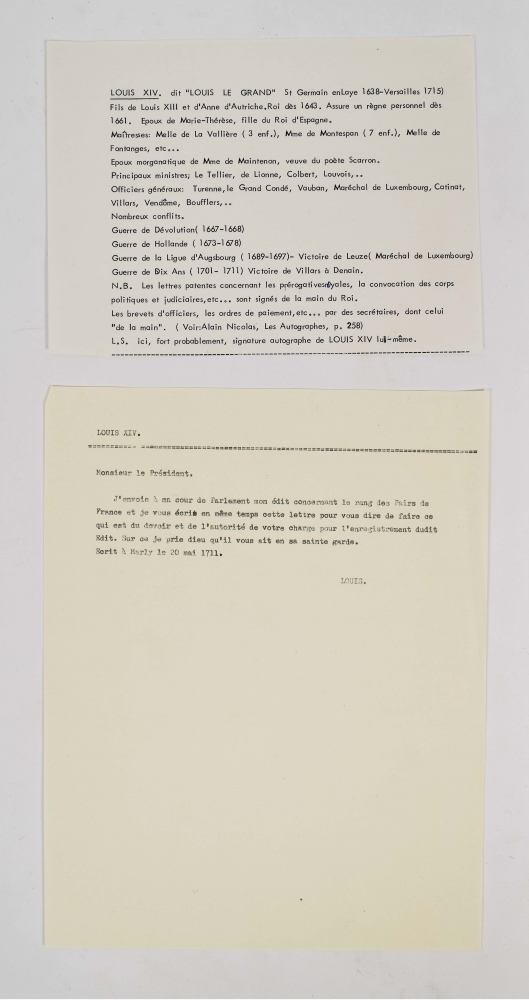 LOUIS XIV. dit "LOUIS LE GRAND" St Germain enLaye 1638-Versailles 1715)
Fils de Louis XIII et d'Anne d'Autriche.Roi dès 1643. Assure un règne personnel dès
1661. Epoux de Marie-Thérèse, fille du Roi d'Espagne.
Maîtresses: Melle de La Vallière ( 3 enf.), Mme de Montespan ( 7 enf.), Melle de
Fontanges, etc...
Epoux morganatique de Mme de Maintenon, veuve du poète Scarron.
Principaux ministres; Le Tellier, de Lionne, Colbert, Louvois,..
Officiers généraux: Turenne,le Grand Condé, Vauban, Maréchal de Luxembourg, Catinat,
Villars, Vendôme, Boufflers,..
Nombreux conflits.
Guerre de Dévolution( 1667-1668)
Guerre de Hollande ( 1673-1678)
Guerre de la Ligue d'Augsbourg ( 1689-1697)- Victoire de Leuze( Maréchal de Luxembourg)
Guerre de Dix Ans ( 1701- 1711) Victoire de Villars à Denain.
N.B. Les lettres patentes concernant les prérogatives royales, la convocation des corps
politiques et judiciaires,etc... sont signés de la main du Roi.
Les brevets d'officiers, les ordres de paiement,etc... par des secrétaires, dont celui
"de la main". ( Voir:Alain Nicolas, Les Autographes, p. 258)
L.S. ici, fort probablement, signature autographe de LOUIS XIV lui-même.
LOUIS XIV.
Monsieur le Président.
J'envoie à ma cour de Parlement mon édit concernant le rang des Pairs de
France et je vous écris en même temps cette lettre pour vous dire de faire ce
qui est du devoir et de l'autorité de votre charge pour l'enregistrement dudit
Edit. Sur ce je prie dieu qu'il vous ait en sa sainte garde.
Ecrit à Marly le 20 mai 1711.
LOUIS.